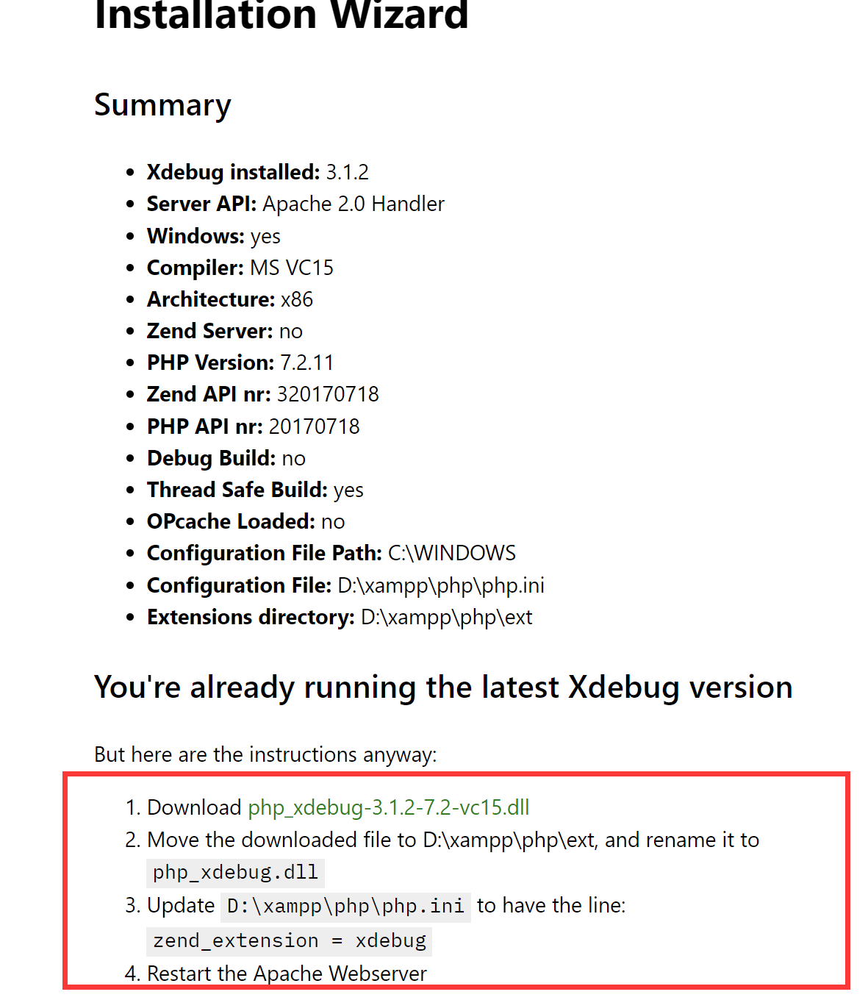 Installation Wizard
Summary
• Xdebug installed: 3.1.2
• Server API: Apache 2.0 Handler
• Windows: yes
• Compiler: MS VC15
• Architecture: x86
• Zend Server: no
• PHP Version: 7.2.11
• Zend API nr: 320170718
• PHP API nr: 20170718
• Debug Build: no
• Thread Safe Build: yes
• OPcache Loaded: no
• Configuration File Path: C:\WINDOWS
• Configuration File: D:\xampp\php\php.ini
• Extensions directory: D:\xampp\php\ext
You're already running the latest Xdebug version
But here are the instructions anyway:
1. Download php_xdebug-3.1.2-7.2-vc15.dll
2. Move the downloaded file to D:\xampp\php\ext, and rename it to
php_xdebug.dll
3. Update D:\xampp\php\php.ini to have the line:
zend_extension = xdebug
4. Restart the Apache Webserver